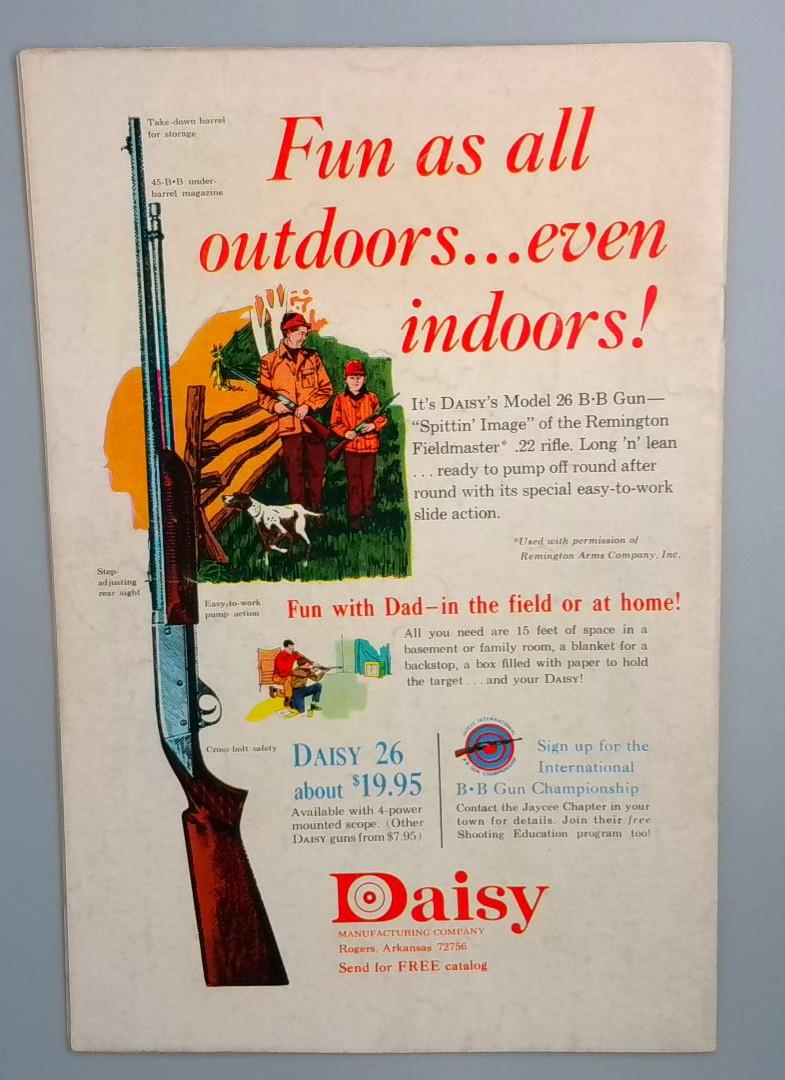 Take-down barrel
for storage
45-B•B under-
barrel magazine
Fun as all
outdoors...even
indoors!
It's DAISY'S Model 26 B·B Gun—
"Spittin' Image" of the Remington
Fieldmaster* .22 rifle. Long 'n' lean
... ready to pump off round after
round with its special easy-to-work
slide action.
*Used with permission of
Remington Arms Company, Inc.
Step-
adjusting
rear sight
Easy-to-work
pump action
Fun with Dad—in the field or at home!
All you need are 15 feet of space in a
basement or family room, a blanket for a
backstop, a box filled with paper to hold
the target ... and your DAISY!
Cross-bolt safety
DAISY 26
about $19.95
Available with 4-power
mounted scope. (Other
DAISY guns from $7.95)
JAYCEE INTERNATIONAL
B·B GUN CHAMPIONSHIP
Sign up for the
International
B•B Gun Championship
Contact the Jaycee Chapter in your
town for details. Join their free
Shooting Education program too!
Daisy
MANUFACTURING COMPANY
Rogers, Arkansas 72756
Send for FREE catalog